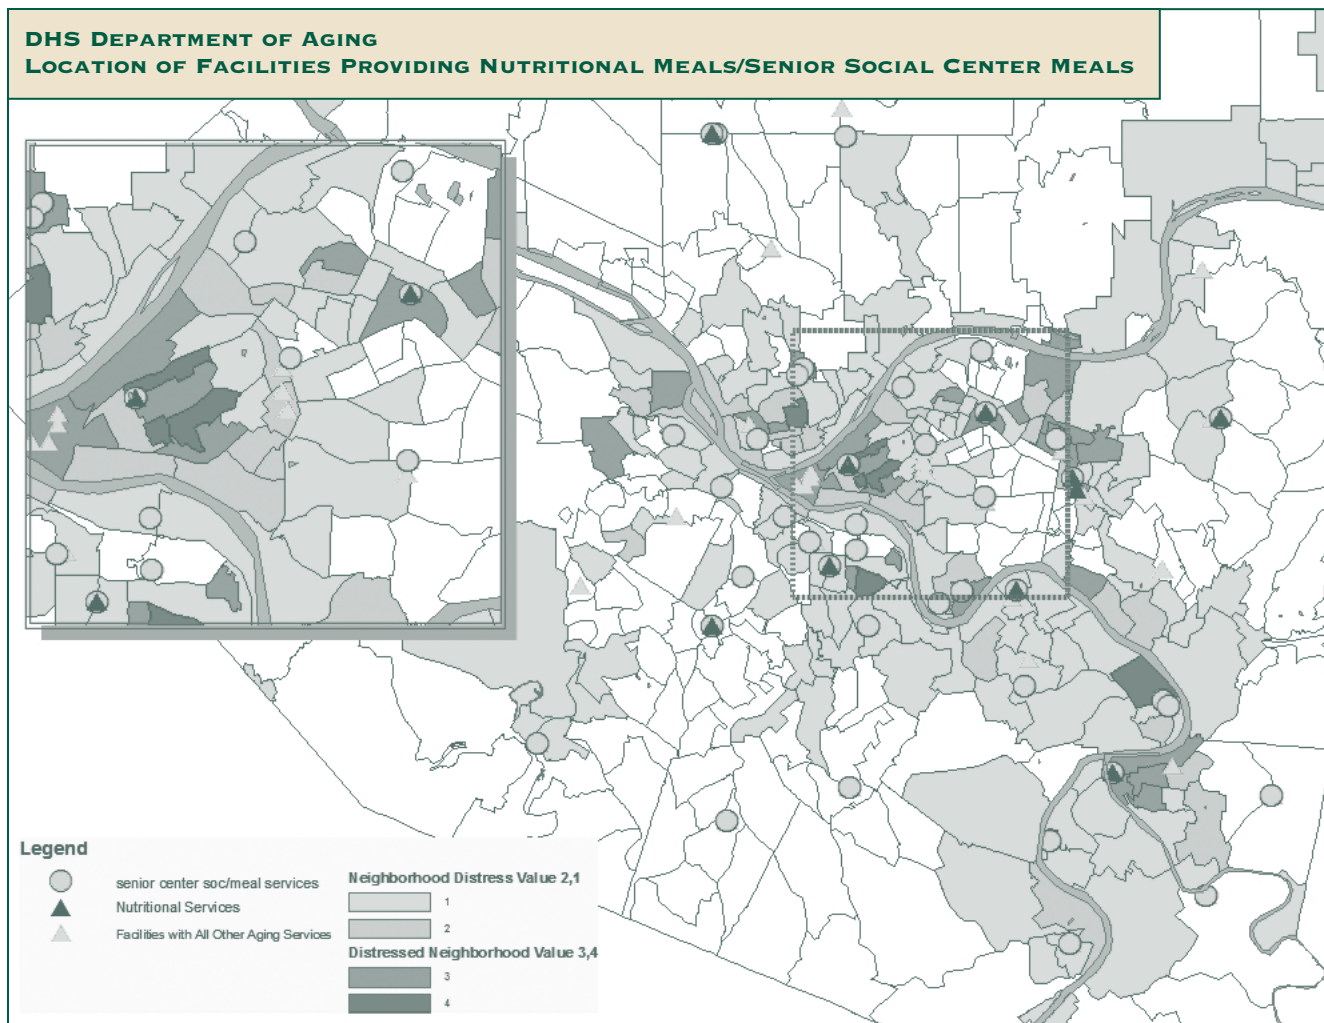 DHS DEPARTMENT OF AGING
LOCATION OF FACILITIES PROVIDING NUTRITIONAL MEALS/SENIOR SOCIAL CENTER MEALS
Legend
senior center soc/meal services
Nutritional Services
Facilities with All Other Aging Services
Neighborhood Distress Value 2,1
1
2
Distressed Neighborhood Value 3,4
3
4